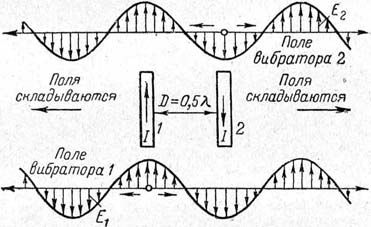 E₂
Поле
вибратора 2
Поля
складываются
D=0,5λ
Поля
складываются
I
1
I
2
Поле
вибратора 1
E₁